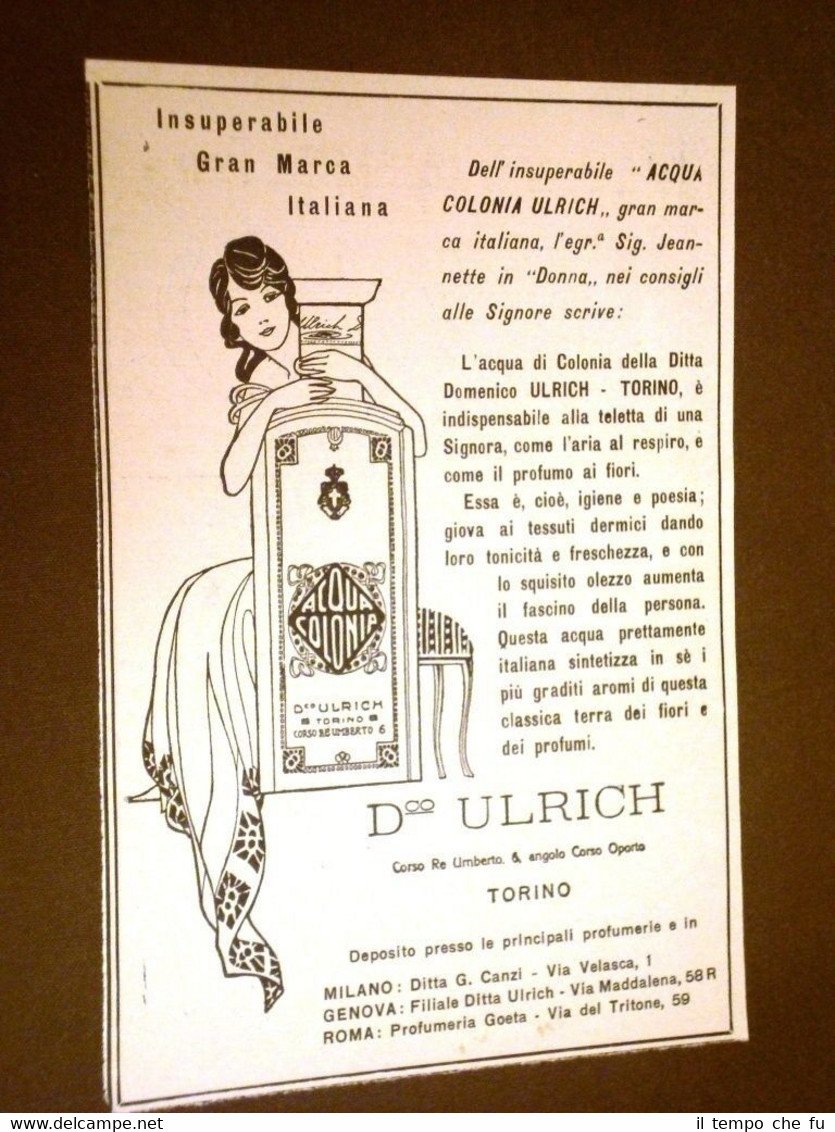 Insuperabile
Gran Marca
Italiana
Dell'insuperabile "ACQUA
COLONIA ULRICH„ gran mar-
ca italiana, l'egr.ª Sig. Jean-
nette in "Donna„ nei consigli
alle Signore scrive:
L'acqua di Colonia della Ditta
Domenico ULRICH - TORINO, è
indispensabile alla teletta di una
Signora, come l'aria al respiro, e
come il profumo ai fiori.
Essa è, cioè, igiene e poesia;
giova ai tessuti dermici dando
loro tonicità e freschezza, e con
lo squisito olezzo aumenta
il fascino della persona.
Questa acqua prettamente
italiana sintetizza in sè i
più graditi aromi di questa
classica terra dei fiori e
dei profumi.
Ulrich
ACQUA
COLONIA
Dco ULRICH
TORINO
CORSO RE UMBERTO 6
Dco ULRICH
Corso Re Umberto, 6, angolo Corso Oporto
TORINO
Deposito presso le principali profumerie e in
MILANO: Ditta G. Canzi - Via Velasca, 1
GENOVA: Filiale Ditta Ulrich - Via Maddalena, 58 R
ROMA: Profumeria Goeta - Via del Tritone, 59
il tempo che fu